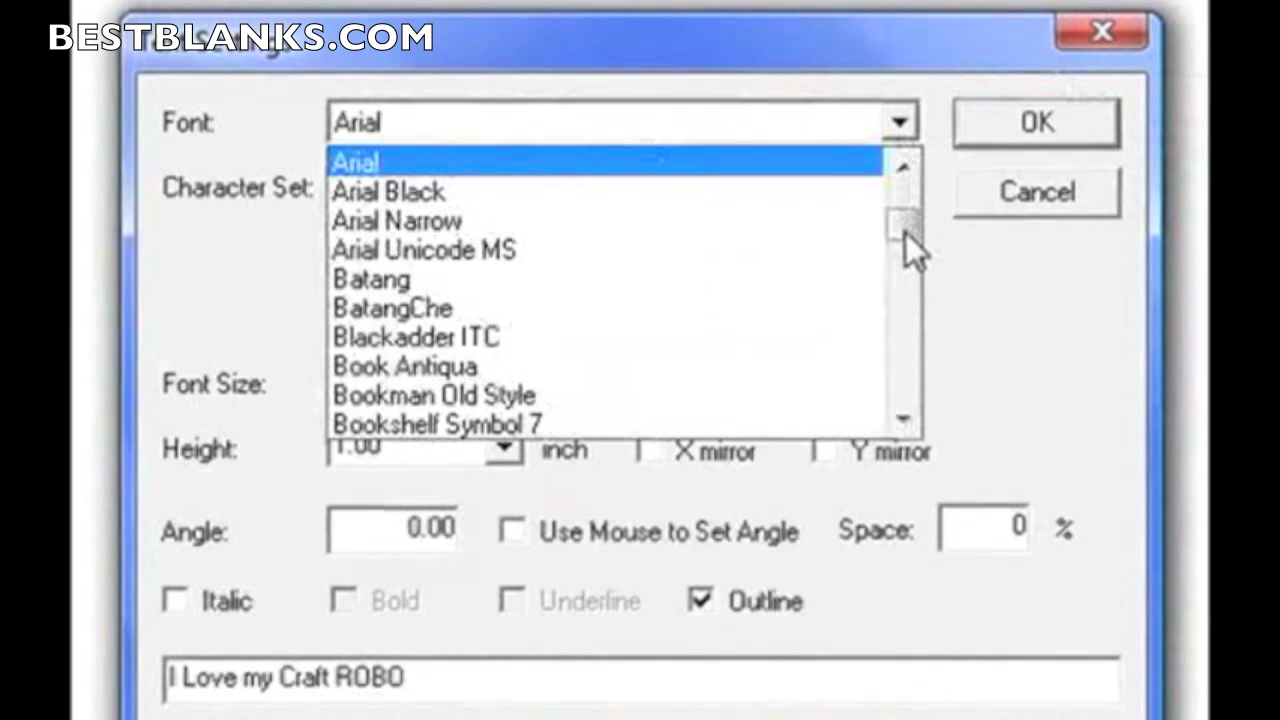 BESTBLANKS.COM
Font:
Arial
OK
Arial
Character Set:
Arial Black
Cancel
Arial Narrow
Arial Unicode MS
Batang
BatangChe
Blackadder ITC
Book Antiqua
Font Size:
Bookman Old Style
Bookshelf Symbol 7
Height:
1.00
inch
X mirror
Y mirror
Angle:
0.00
Use Mouse to Set Angle
Space:
0 %
Italic
Bold
Underline
Outline
I Love my Craft ROBO